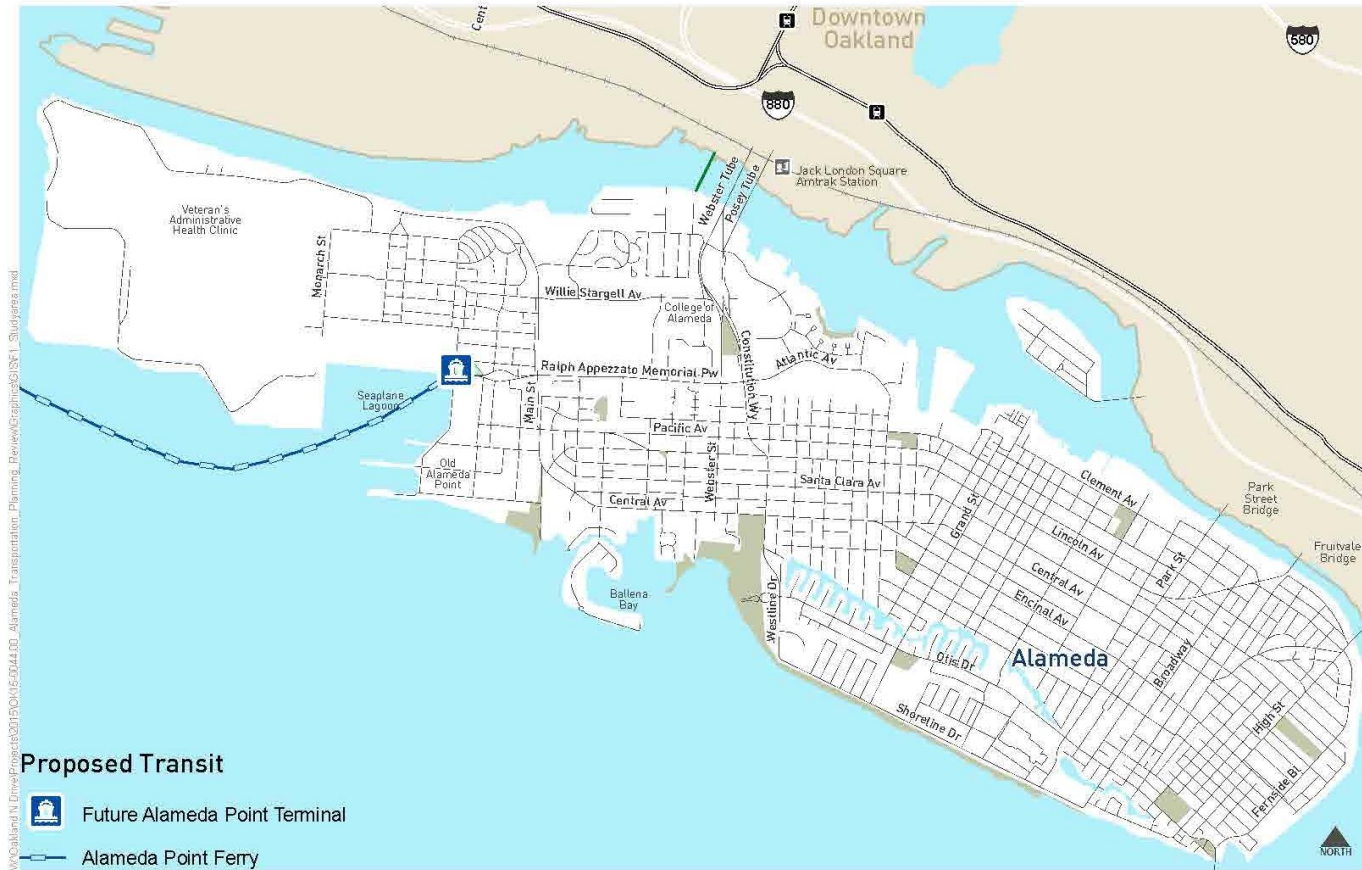 Downtown
Oakland
Cent
580
880
Jack London Square
Amtrak Station
Webster Tube
Posey Tube
Veteran's
Administrative
Health Clinic
Monarch St
Willie Stargell Av
College of
Alameda
Constitution Wy
Atlantic Av
Ralph Appezzato Memorial Pw
Seaplane
Lagoon
Main St
Pacific Av
Old
Alameda
Point
Webster St
Santa Clara Av
Central Av
Grand St
Clement Av
Park
Street
Bridge
Lincoln Av
Park St
Fruitvale
Bridge
Central Av
Encinal Av
Ballena
Bay
Westline Dr
Otis Dr
Alameda
Broadway
High St
Shoreline Dr
Fernside Bl
Proposed Transit
Future Alameda Point Terminal
Alameda Point Ferry
NORTH